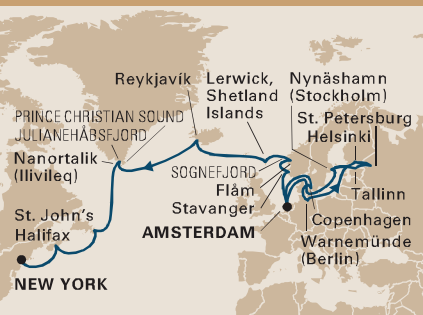 Reykjavík
Lerwick,
Shetland
Islands
Nynäshamn
(Stockholm)
St. Petersburg
Helsinki
PRINCE CHRISTIAN SOUND
JULIANEHÅBSFJORD
Nanortalik
(Illivileq)
SOGNEFJORD
Flåm
Stavanger
AMSTERDAM
Tallinn
Copenhagen
Warnemünde
(Berlin)
St. John's
Halifax
NEW YORK